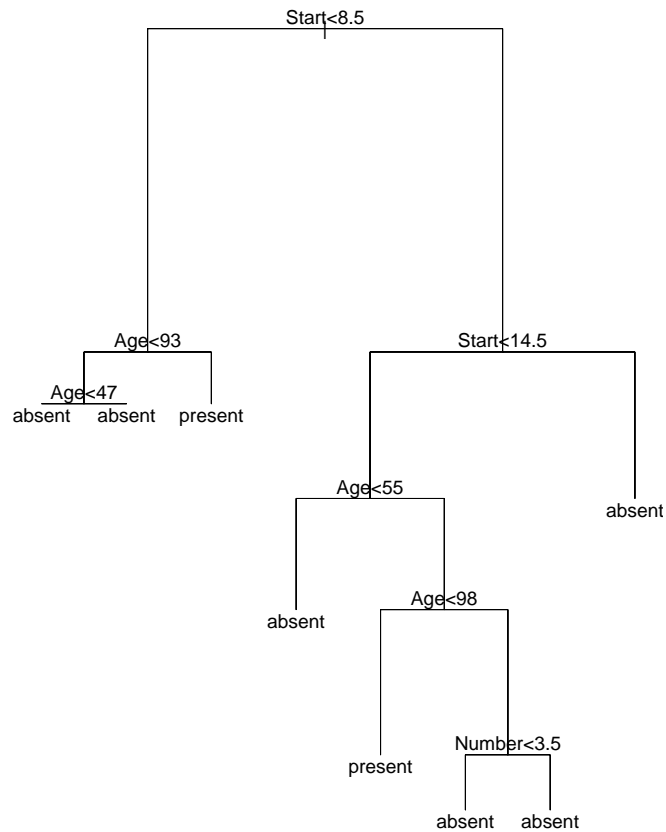 Start<8.5
Age<93
Start<14.5
Age<47
absent
absent
present
Age<55
absent
absent
Age<98
present
Number<3.5
absent
absent